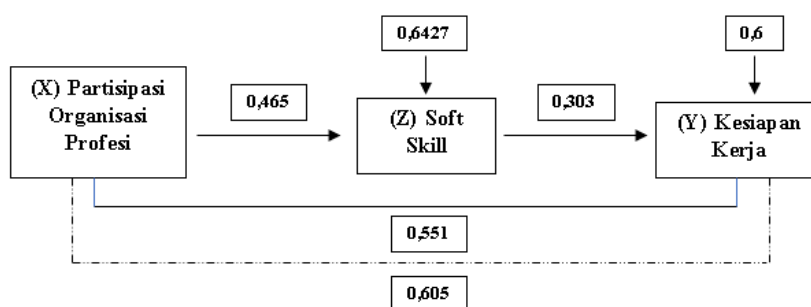 0,6427
0,6
(X) Partisipasi
Organisasi
Profesi
0,465
(Z) Soft
Skill
0,303
(Y) Kesiapan
Kerja
0,551
0,605